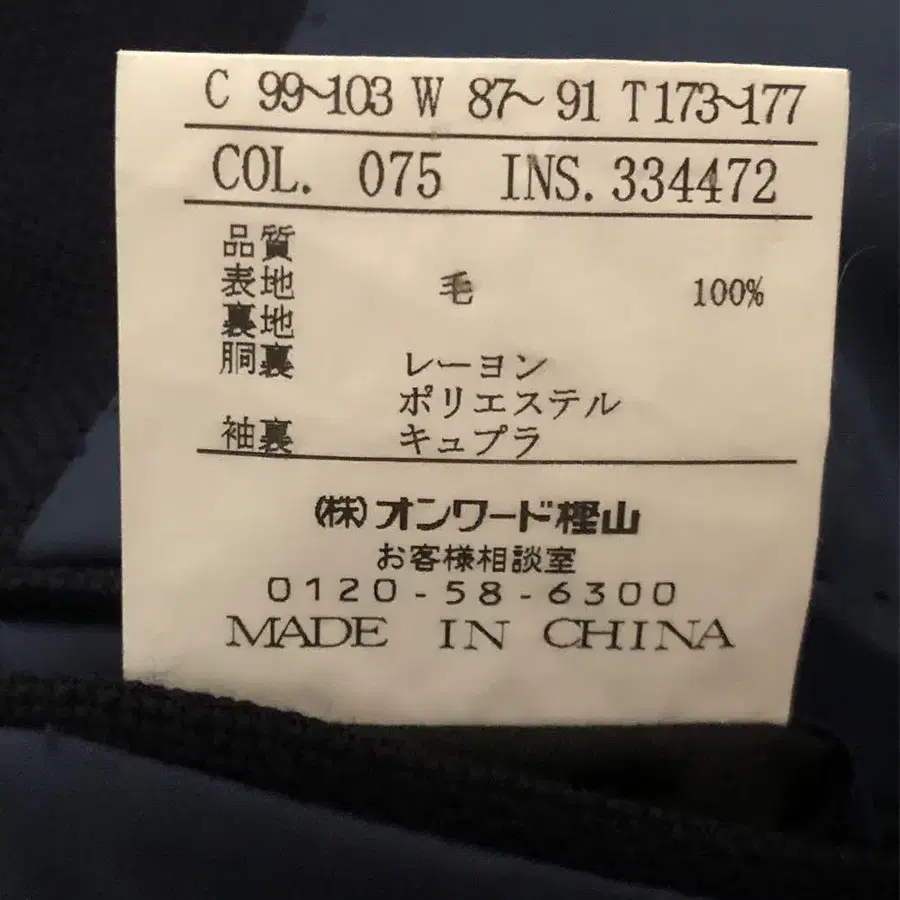 C 99~103 W 87~ 91 T173~177
COL. 075 INS. 334472
品質
表地 毛 100%
裏地
胴裏 レーヨン
ポリエステル
袖裏 キュプラ
(株)オンワード樫山
お客様相談室
0120-58-6300
MADE IN CHINA